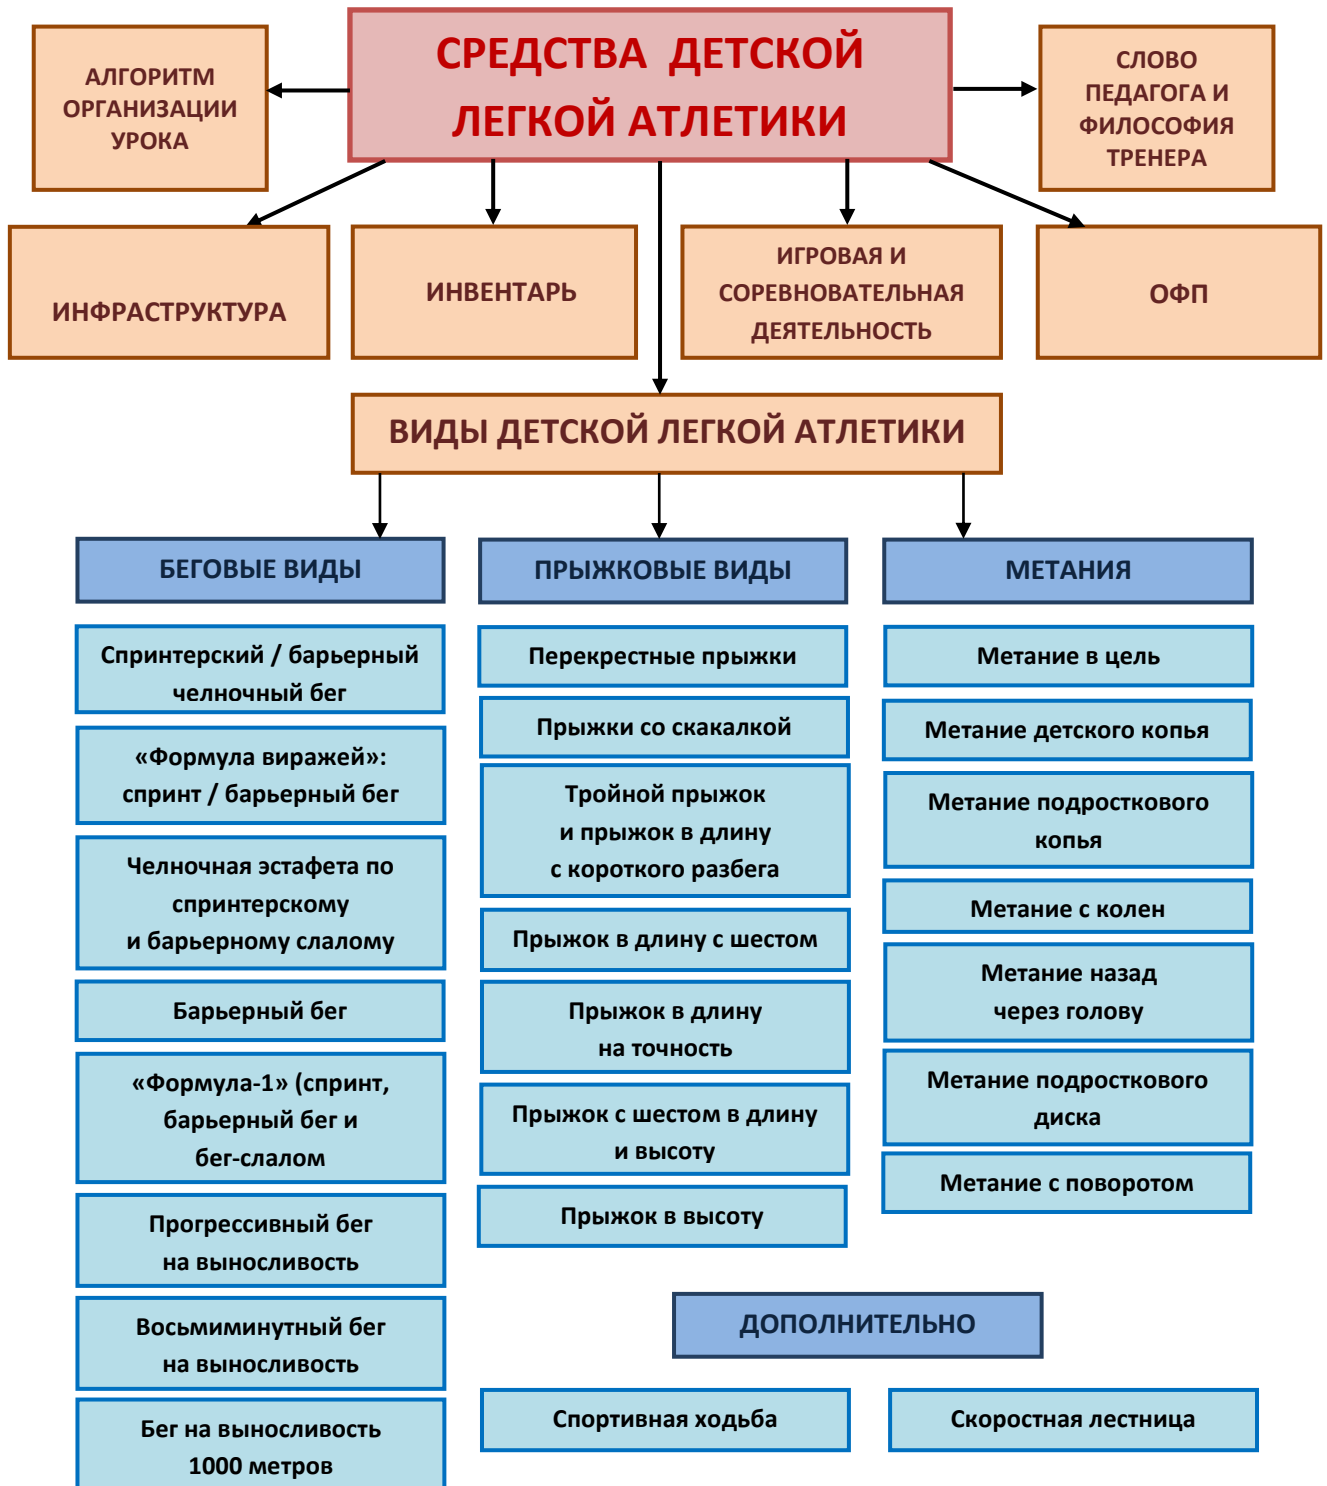 СРЕДСТВА ДЕТСКОЙ
ЛЕГКОЙ АТЛЕТИКИ
АЛГОРИТМ
ОРГАНИЗАЦИИ
УРОКА
СЛОВО
ПЕДАГОГА И
ФИЛОСОФИЯ
ТРЕНЕРА
ИНФРАСТРУКТУРА
ИНВЕНТАРЬ
ИГРОВАЯ И
СОРЕВНОВАТЕЛЬНАЯ
ДЕЯТЕЛЬНОСТЬ
ОФП
ВИДЫ ДЕТСКОЙ ЛЕГКОЙ АТЛЕТИКИ
БЕГОВЫЕ ВИДЫ
Спринтерский / барьерный
челночный бег
«Формула виражей»:
спринт / барьерный бег
Челночная эстафета по
спринтерскому
и барьерному слалому
Барьерный бег
«Формула-1» (спринт,
барьерный бег и
бег-слалом
Прогрессивный бег
на выносливость
Восьмиминутный бег
на выносливость
Бег на выносливость
1000 метров
ПРЫЖКОВЫЕ ВИДЫ
Перекрестные прыжки
Прыжки со скакалкой
Тройной прыжок
и прыжок в длину
с короткого разбега
Прыжок в длину с шестом
Прыжок в длину
на точность
Прыжок с шестом в длину
и высоту
Прыжок в высоту
МЕТАНИЯ
Метание в цель
Метание детского копья
Метание подросткового
копья
Метание с колен
Метание назад
через голову
Метание подросткового
диска
Метание с поворотом
ДОПОЛНИТЕЛЬНО
Спортивная ходьба
Скоростная лестница